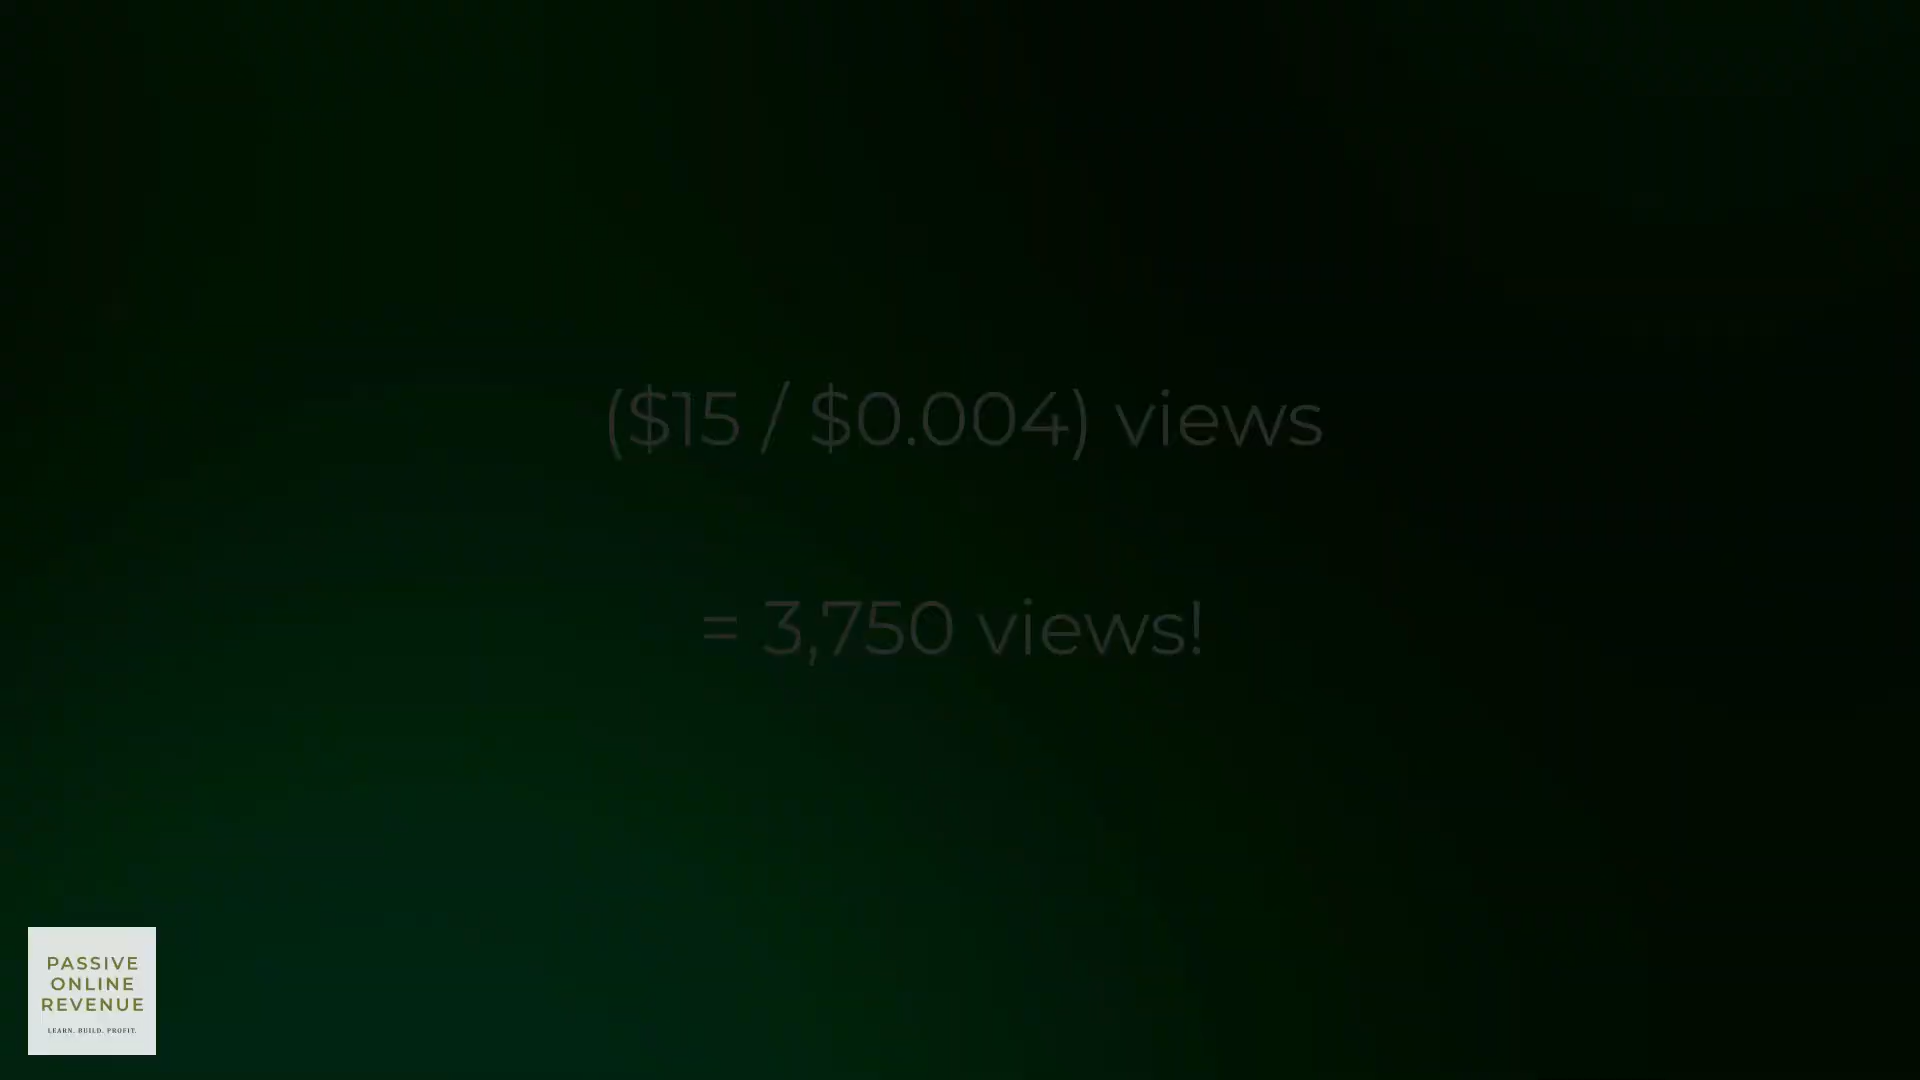 ($15 / $0.004) views
= 3,750 views!
PASSIVE
ONLINE
REVENUE
LEARN. BUILD. PROFIT.